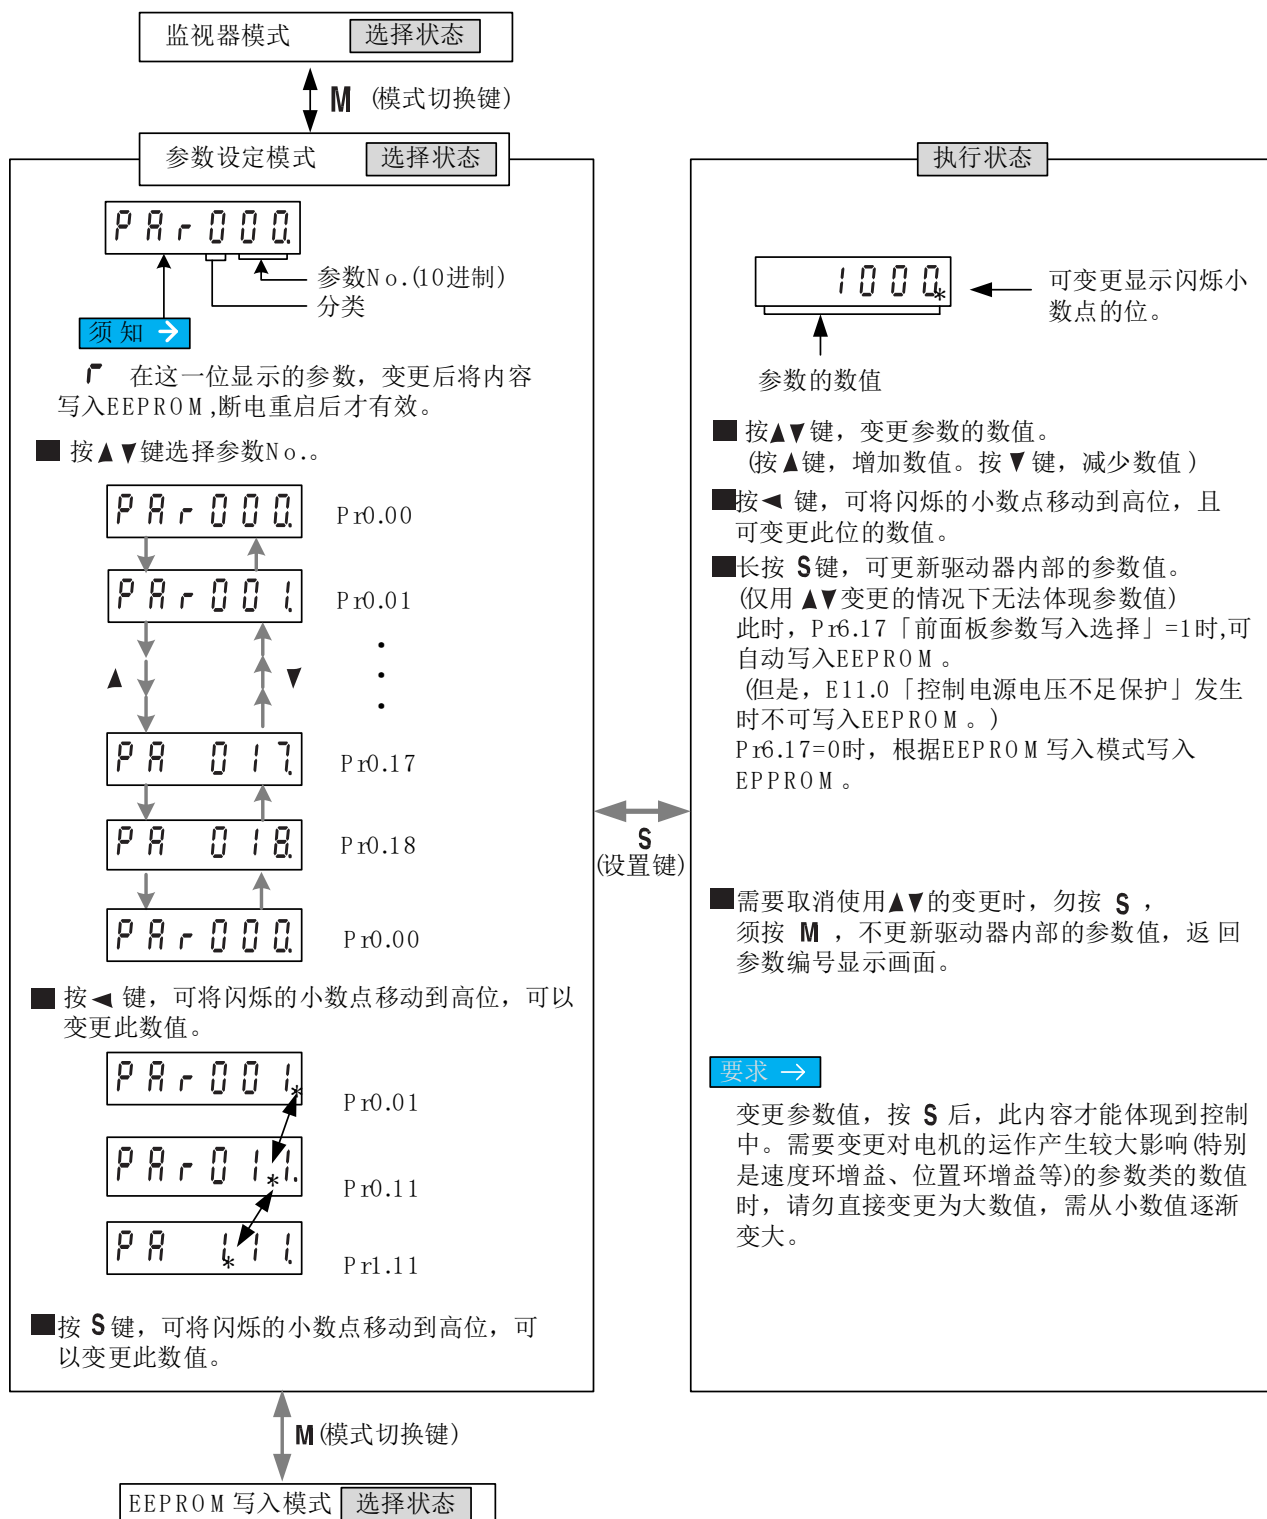 监视器模式 选择状态
M (模式切换键)
参数设定模式 选择状态
PAr000.
参数No.(10进制)
分类
须知→
r 在这一位显示的参数，变更后将内容
写入EEPROM,断电重启后才有效。
■ 按▲▼键选择参数No.。
PAr000. Pr0.00
PAr001. Pr0.01
▲ ▼
PA 017. Pr0.17
PA 018. Pr0.18
PAr000. Pr0.00
■ 按◄ 键，可将闪烁的小数点移动到高位，可以
变更此数值。
PAr001.* Pr0.01
PAr011.* Pr0.11
PA 1.11.* Pr1.11
■按 S键，可将闪烁的小数点移动到高位，可
以变更此数值。
M(模式切换键)
EEPROM写入模式 选择状态
S
(设置键)
执行状态
1000.*
可变更显示闪烁小
数点的位。
参数的数值
■ 按▲▼键，变更参数的数值。
(按▲键，增加数值。按▼键，减少数值)
■按◄ 键，可将闪烁的小数点移动到高位，且
可变更此位的数值。
■长按 S键，可更新驱动器内部的参数值。
(仅用▲▼变更的情况下无法体现参数值)
此时，Pr6.17「前面板参数写入选择」=1时,可
自动写入EEPROM。
(但是，E11.0「控制电源电压不足保护」发生
时不可写入EEPROM。)
Pr6.17=0时，根据EEPROM写入模式写入
EPPROM。
■需要取消使用▲▼的变更时，勿按 S，
须按 M，不更新驱动器内部的参数值，返回
参数编号显示画面。
要求→
变更参数值，按 S 后，此内容才能体现到控制
中。需要变更对电机的运作产生较大影响(特别
是速度环增益、位置环增益等)的参数类的数值
时，请勿直接变更为大数值，需从小数值逐渐
变大。